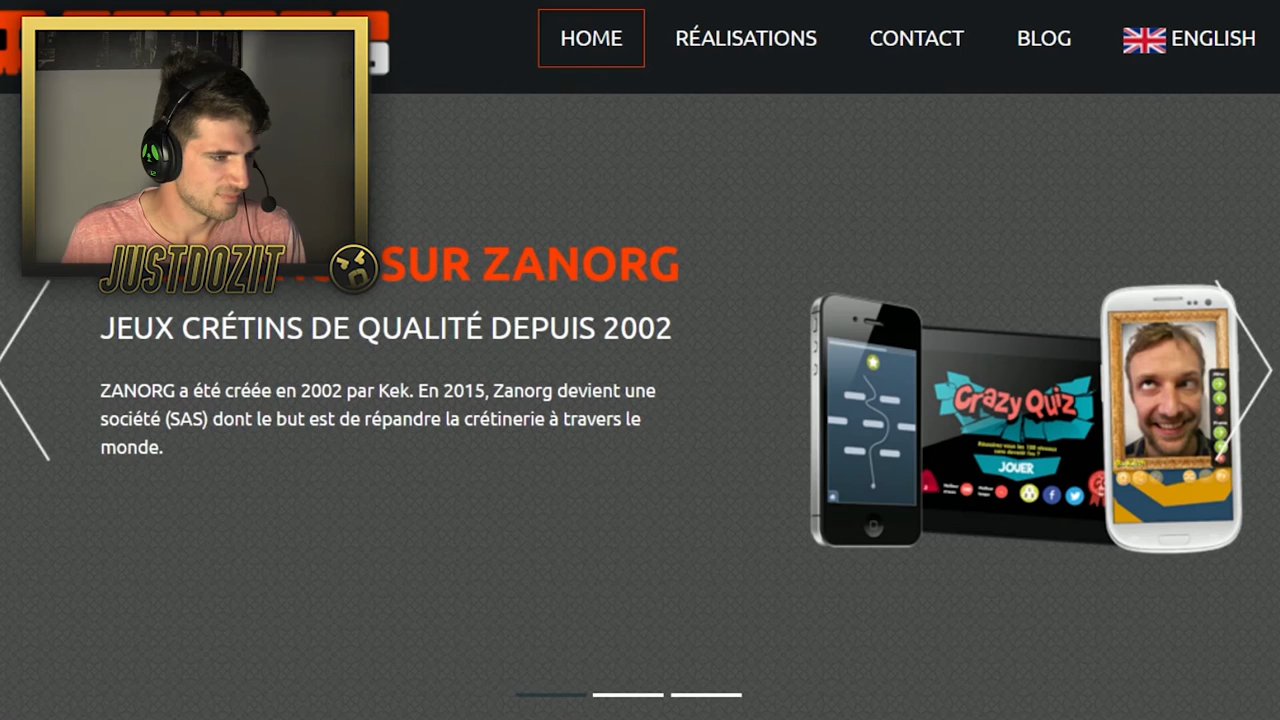 HOME
RÉALISATIONS
CONTACT
BLOG
ENGLISH
JUSTDOZIT
SUR ZANORG
JEUX CRÉTINS DE QUALITÉ DEPUIS 2002
ZANORG a été créée en 2002 par Kek. En 2015, Zanorg devient une
société (SAS) dont le but est de répandre la crétinerie à travers le
monde.
Crazy Quiz
JOUER